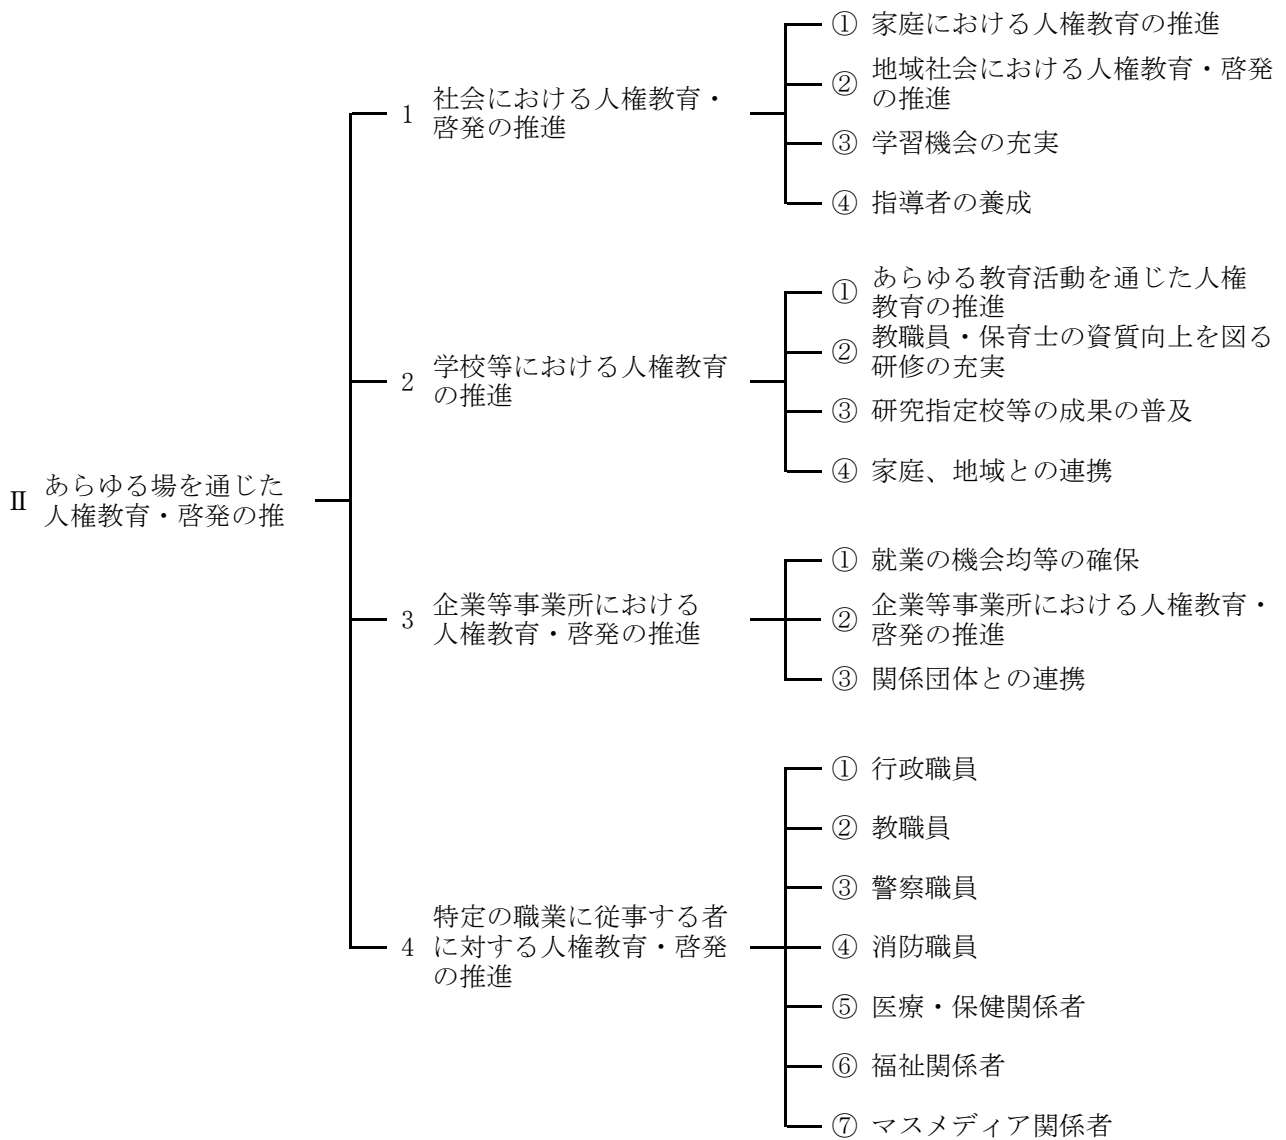 Ⅱ あらゆる場を通じた
人権教育・啓発の推
1 社会における人権教育・
啓発の推進
① 家庭における人権教育の推進
② 地域社会における人権教育・啓発
の推進
③ 学習機会の充実
④ 指導者の養成
2 学校等における人権教育
の推進
① あらゆる教育活動を通じた人権
教育の推進
② 教職員・保育士の資質向上を図る
研修の充実
③ 研究指定校等の成果の普及
④ 家庭、地域との連携
3 企業等事業所における
人権教育・啓発の推進
① 就業の機会均等の確保
② 企業等事業所における人権教育・
啓発の推進
③ 関係団体との連携
4 特定の職業に従事する者
に対する人権教育・啓発
の推進
① 行政職員
② 教職員
③ 警察職員
④ 消防職員
⑤ 医療・保健関係者
⑥ 福祉関係者
⑦ マスメディア関係者